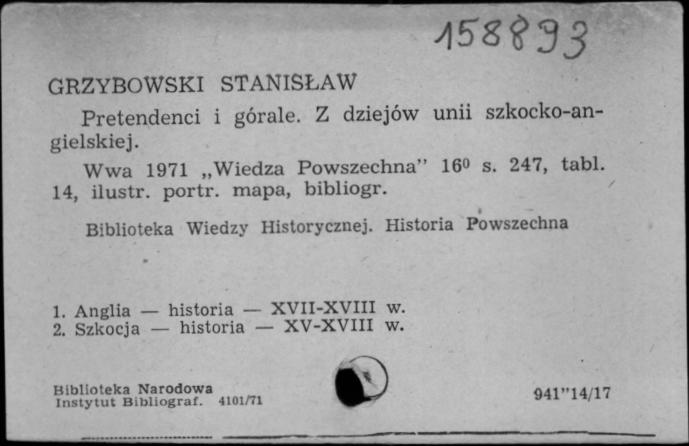 158893
GRZYBOWSKI STANISŁAW
Pretendenci i górale. Z dziejów unii szkocko-an-
gielskiej.
Wwa 1971 „Wiedza Powszechna” 16⁰ s. 247, tabl.
14, ilustr. portr. mapa, bibliogr.
Biblioteka Wiedzy Historycznej. Historia Powszechna
1. Anglia — historia — XVII-XVIII w.
2. Szkocja — historia — XV-XVIII w.
Biblioteka Narodowa
Instytut Bibliograf. 4101/71
941”14/17